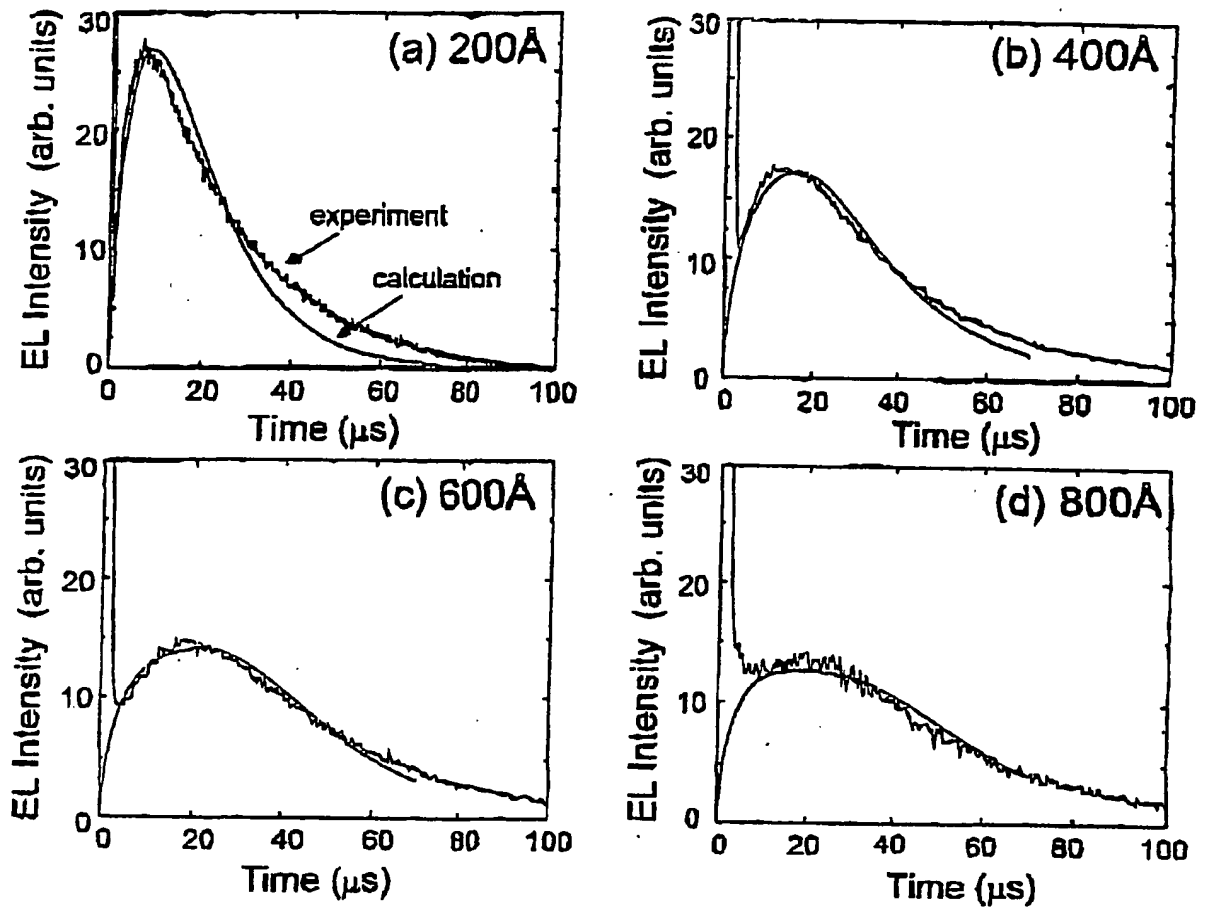 (a) 200Å
EL Intensity (arb. units)
30
20
10
0
experiment
calculation
0 20 40 60 80 100
Time (μs)
(b) 400Å
EL Intensity (arb. units)
30
20
10
0
0 20 40 60 80 100
Time (μs)
(c) 600Å
EL Intensity (arb. units)
30
20
10
0
0 20 40 60 80 100
Time (μs)
(d) 800Å
EL Intensity (arb. units)
30
20
10
0
0 20 40 60 80 100
Time (μs)